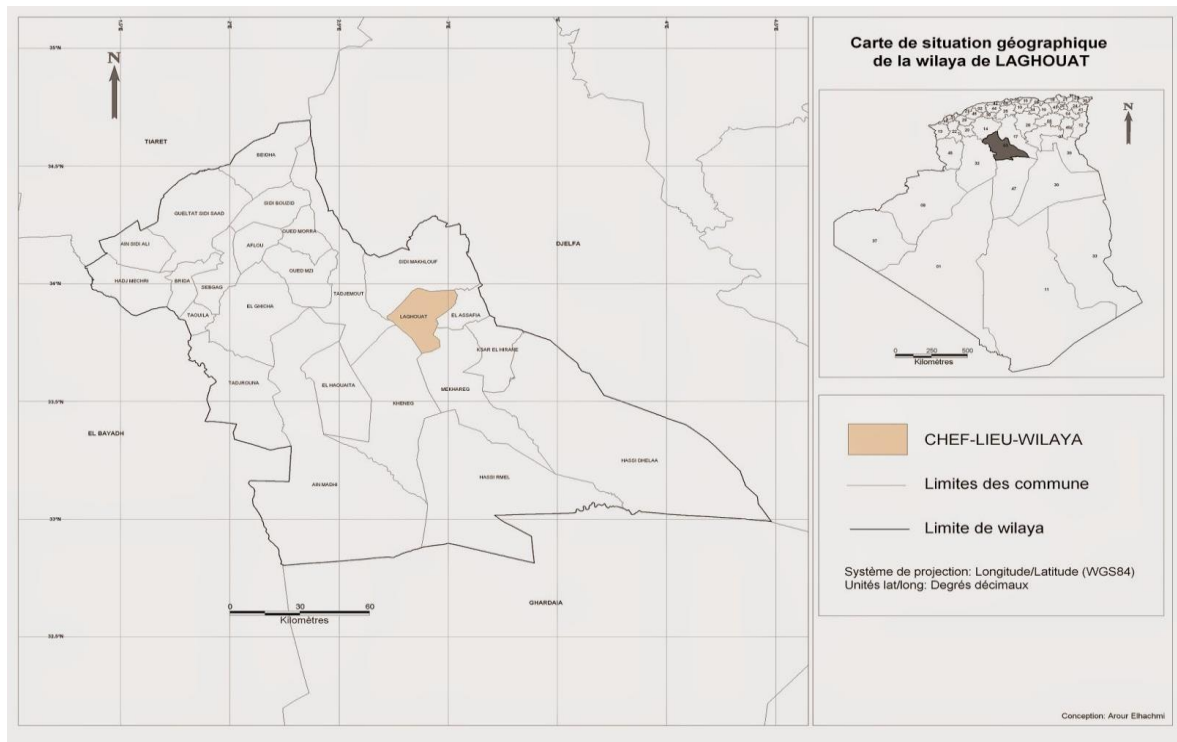 N
TIARET
BEIDHA
GUELTAT SIDI SAAD
SIDI BOUZID
OUED MORRA
AIN SIDI ALI
AFLOU
SIDI MAKHLOUF
DJELFA
OUED MZI
HADJ MECHRI
BRIDA
SEBGAG
TADJEMOUT
EL GHICHA
TAOUILA
LAGHOUAT
EL ASSAFIA
KSAR EL HIRANE
TADJROUNA
EL HAOUAITA
MEKHAREG
KHENEG
EL BAYADH
HASSI DHELAA
HASSI RMEL
AIN MADHI
GHARDAIA
35°N
34.5°N
34°N
33.5°N
33°N
32.5°N
0 30 60
Kilomètres
Carte de situation géographique
de la wilaya de LAGHOUAT
N
0 250 500
Kilomètres
CHEF-LIEU-WILAYA
Limites des commune
Limite de wilaya
Système de projection: Longitude/Latitude (WGS84)
Unités lat/long: Degrés décimaux
Conception: Arour Elhachmi